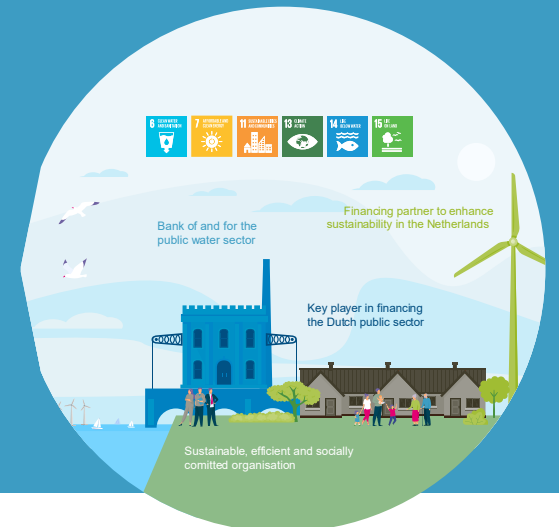 6 CLEAN WATER
AND SANITATION
7 AFFORDABLE AND
CLEAN ENERGY
11 SUSTAINABLE CITIES
AND COMMUNITIES
13 CLIMATE
ACTION
14 LIFE
BELOW WATER
15 LIFE
ON LAND
Bank of and for the
public water sector
Financing partner to enhance
sustainability in the Netherlands
Key player in financing
the Dutch public sector
Sustainable, efficient and socially
comitted organisation